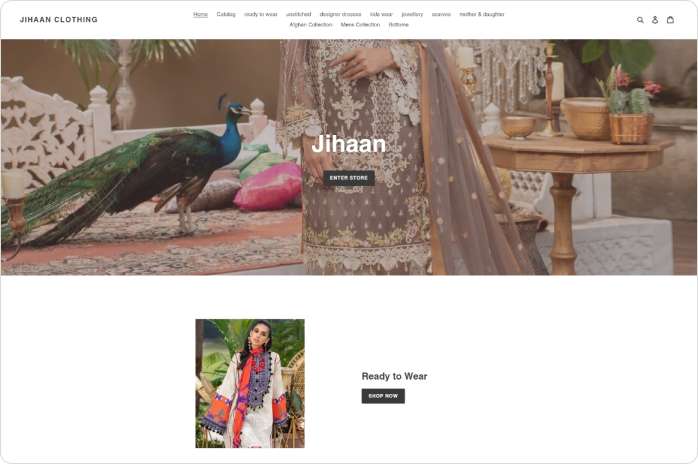 JIHAAN CLOTHING
Home Catalog ready to wear unstitched designer dresses kids wear jewellery scarves mother & daughter
Afghan Collection Mens Collection Bottoms
Jihaan
ENTER STORE
Ready to Wear
SHOP NOW